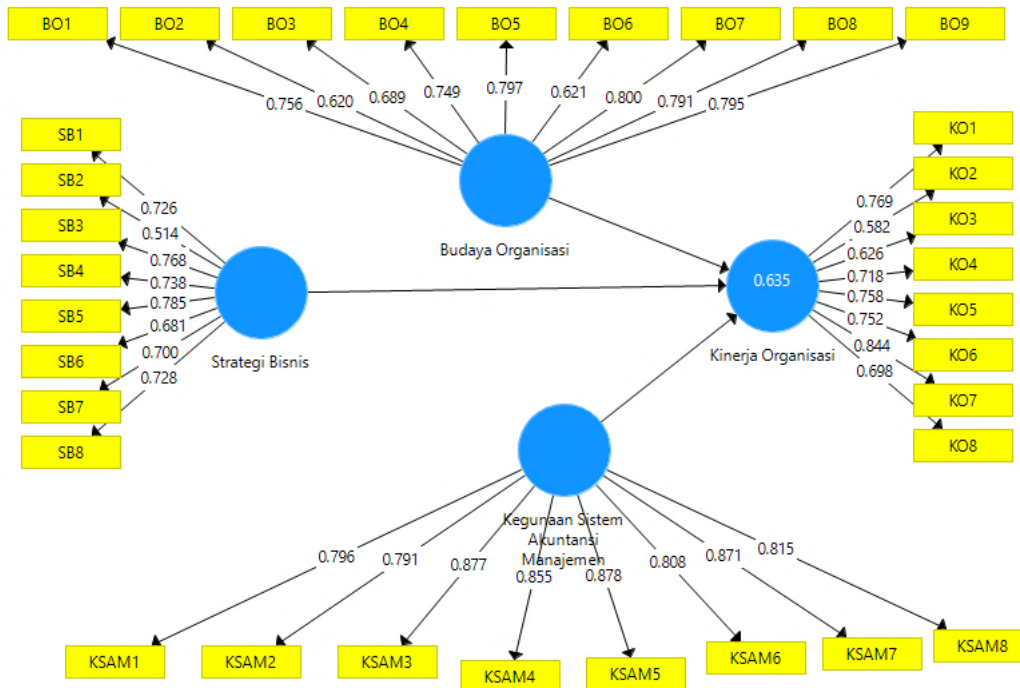 BO1 BO2 BO3 BO4 BO5 BO6 BO7 BO8 BO9
0.756 0.620 0.689 0.749 0.797 0.621 0.800 0.791 0.795
SB1
SB2
SB3
SB4
SB5
SB6
SB7
SB8
0.726
0.514
0.768
0.738
0.785
0.681
0.700
0.728
Strategi Bisnis
Budaya Organisasi
0.635
Kinerja Organisasi
0.769
0.582
0.626
0.718
0.758
0.752
0.844
0.698
KO1
KO2
KO3
KO4
KO5
KO6
KO7
KO8
Kegunaan Sistem
Akuntansi
Manajemen
0.796 0.791 0.877 0.855 0.878 0.808 0.871 0.815
KSAM1 KSAM2 KSAM3 KSAM4 KSAM5 KSAM6 KSAM7 KSAM8